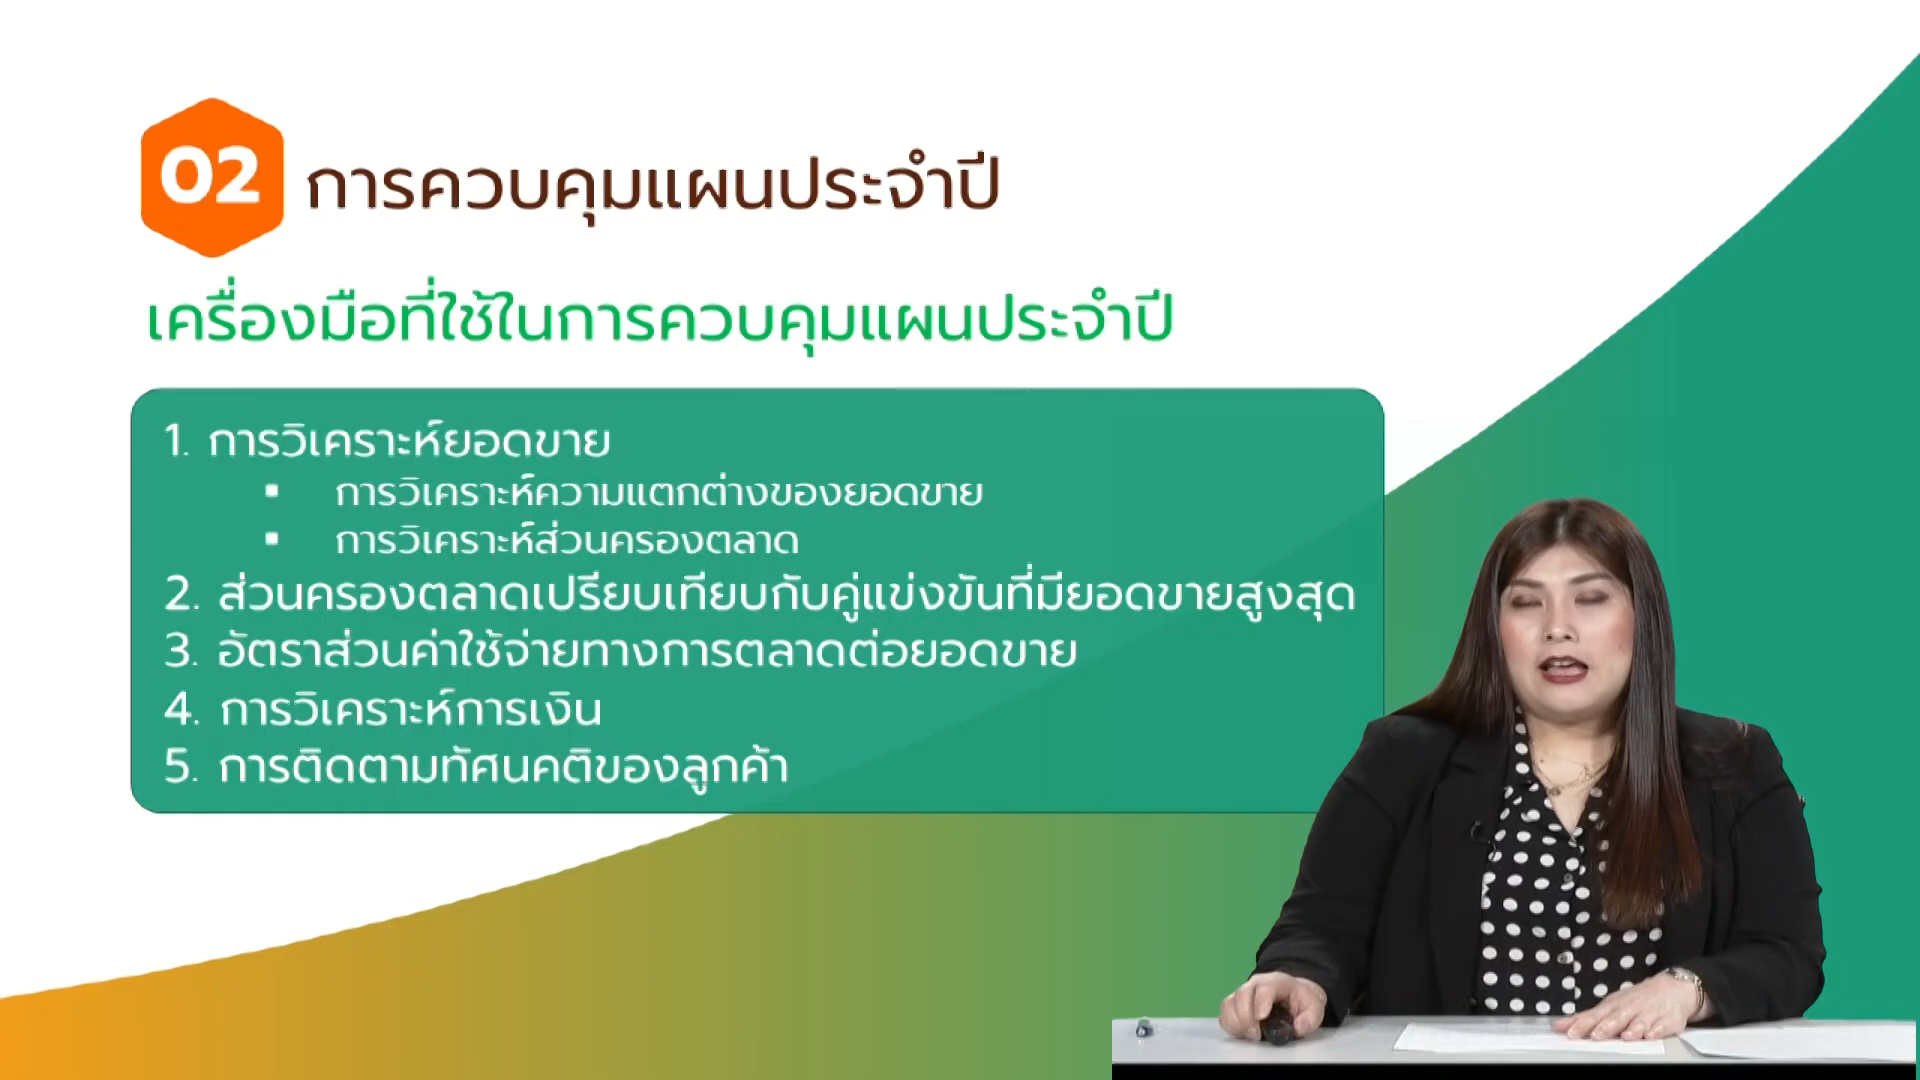 02 การควบคุมแผนประจำปี
เครื่องมือที่ใช้ในการควบคุมแผนประจำปี
1. การวิเคราะห์ยอดขาย
▪ การวิเคราะห์ความแตกต่างของยอดขาย
▪ การวิเคราะห์ส่วนครองตลาด
2. ส่วนครองตลาดเปรียบเทียบกับคู่แข่งขันที่มียอดขายสูงสุด
3. อัตราส่วนค่าใช้จ่ายทางการตลาดต่อยอดขาย
4. การวิเคราะห์การเงิน
5. การติดตามทัศนคติของลูกค้า